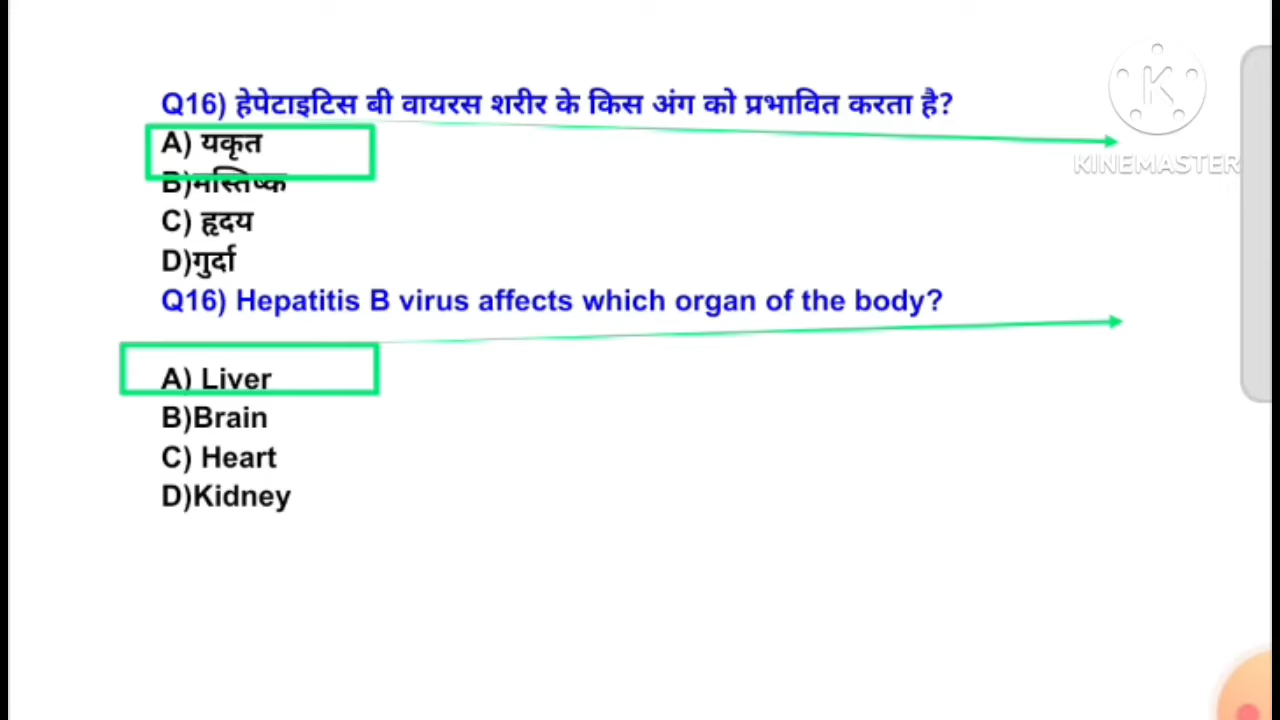 Q16) हेपेटाइटिस बी वायरस शरीर के किस अंग को प्रभावित करता है?
A) यकृत
B)मस्तिष्क
C) हृदय
D)गुर्दा
Q16) Hepatitis B virus affects which organ of the body?
A) Liver
B)Brain
C) Heart
D)Kidney
K
KINEMASTER